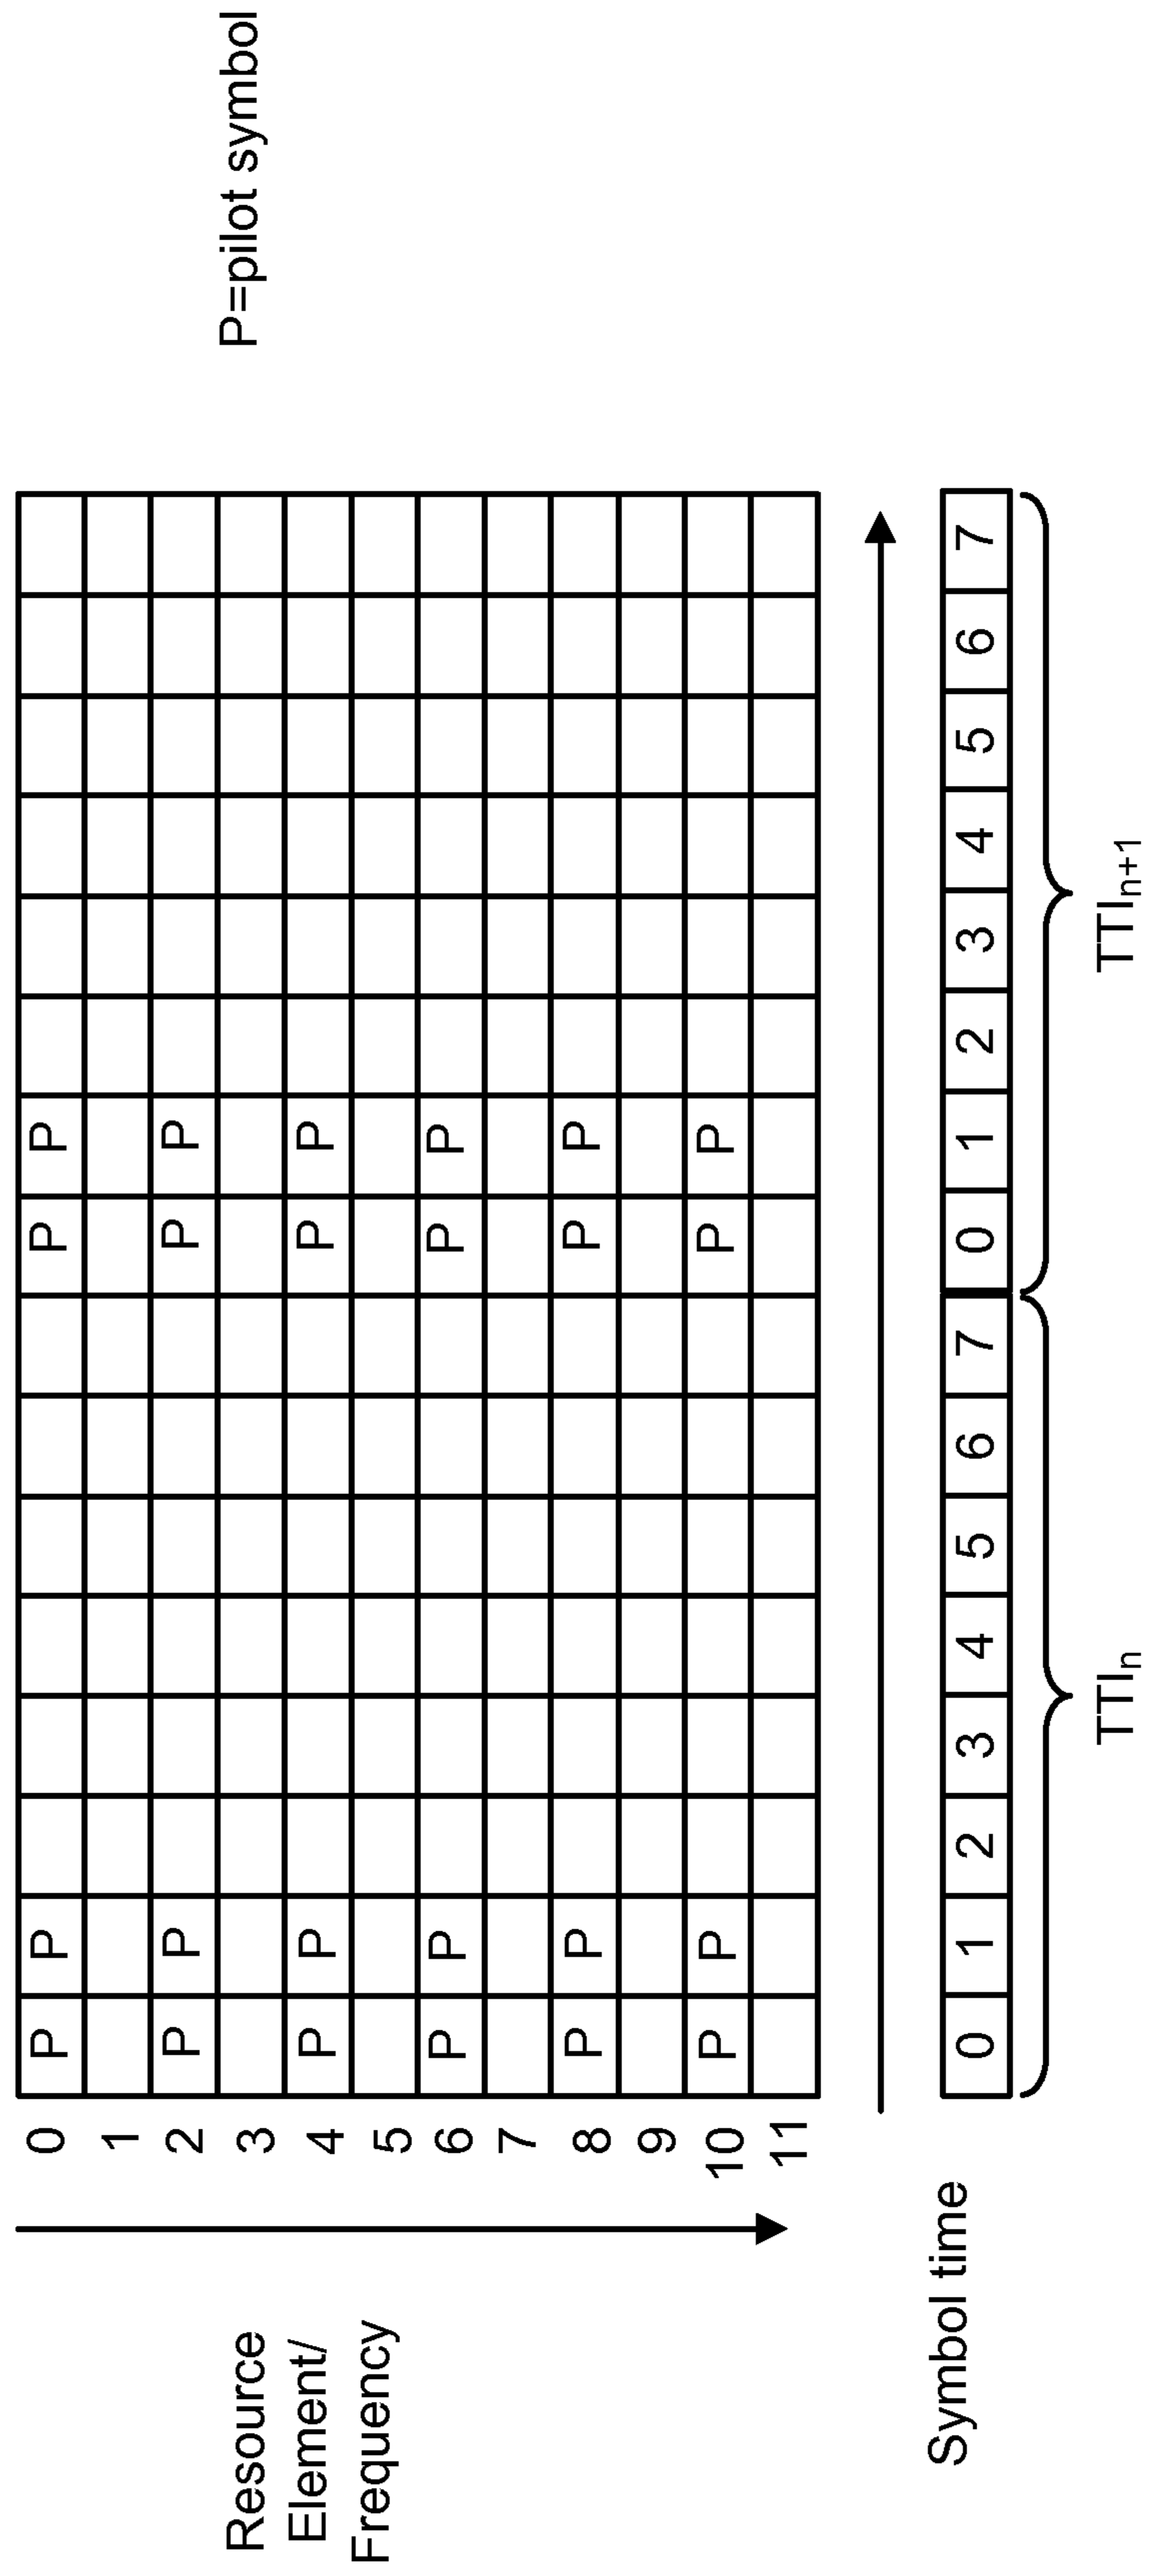 0 P P P P
1
2 P P P P
3
4 P P P P
5
6 P P P P
7
8 P P P P
9
10 P P P P
11
Resource
Element/
Frequency
P=pilot symbol
Symbol time
0 1 2 3 4 5 6 7 0 1 2 3 4 5 6 7
TTIn TTIn+1